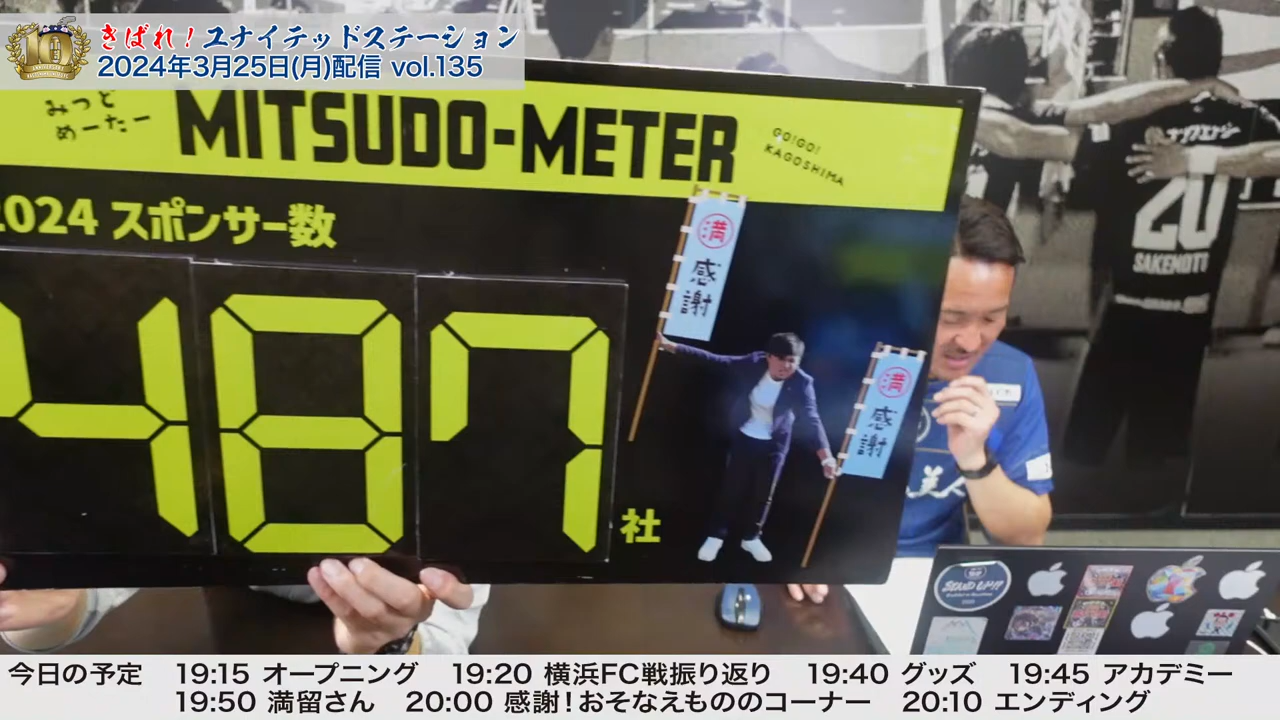 きばれ!ユナイテッドステーション
2024年3月25日(月)配信 vol.135
みつど
めーたー
MITSUDO-METER
GO!GO!
KAGOSHIMA
2024 スポンサー数
487
社
満
感謝
満
感謝
20
SAKEMOTO
美人
SOUND UP!!
今日の予定 19:15 オープニング 19:20 横浜FC戦振り返り 19:40 グッズ 19:45 アカデミー
19:50 満留さん 20:00 感謝!おそなえもののコーナー 20:10 エンディング